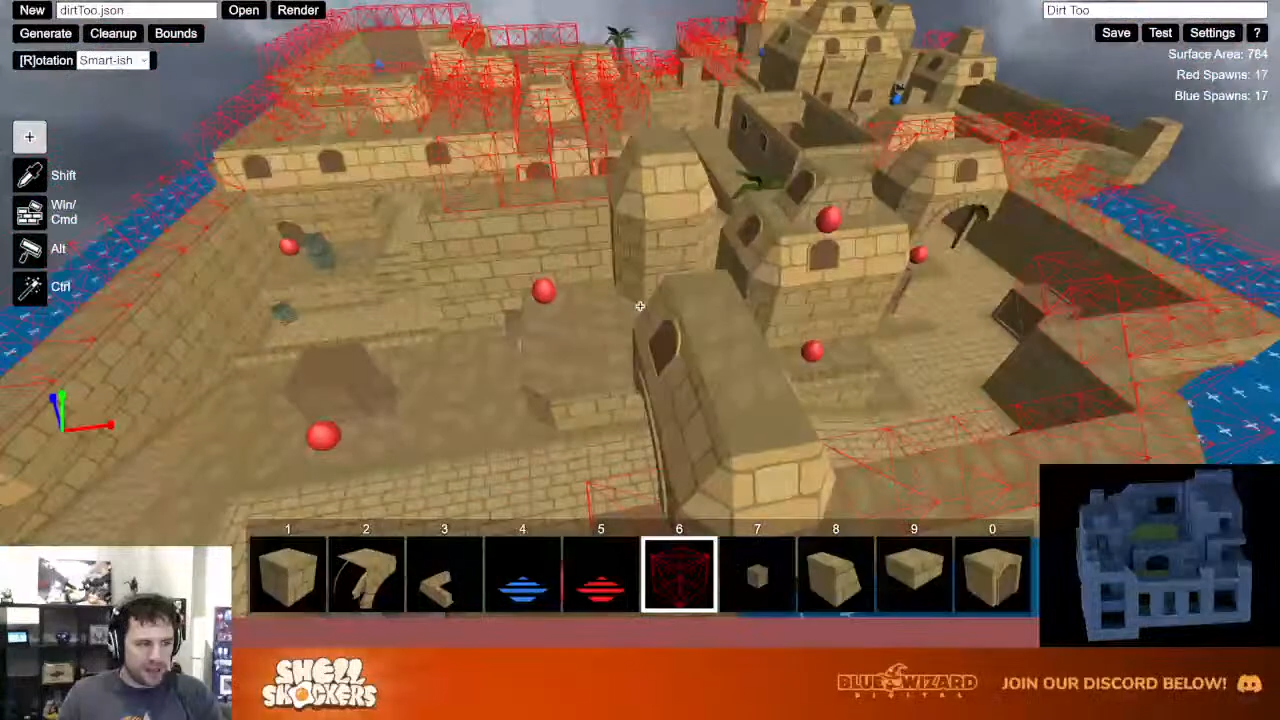 New dirtToo.json Open Render
Generate Cleanup Bounds
[R]otation Smart-ish
+
Shift
Win/
Cmd
Alt
Ctrl
Dirt Too
Save Test Settings ?
Surface Area: 784
Red Spawns: 17
Blue Spawns: 17
1 2 3 4 5 6 7 8 9 0
SHELL
SHOCKERS
BLUE WIZARD
DIGITAL
JOIN OUR DISCORD BELOW!